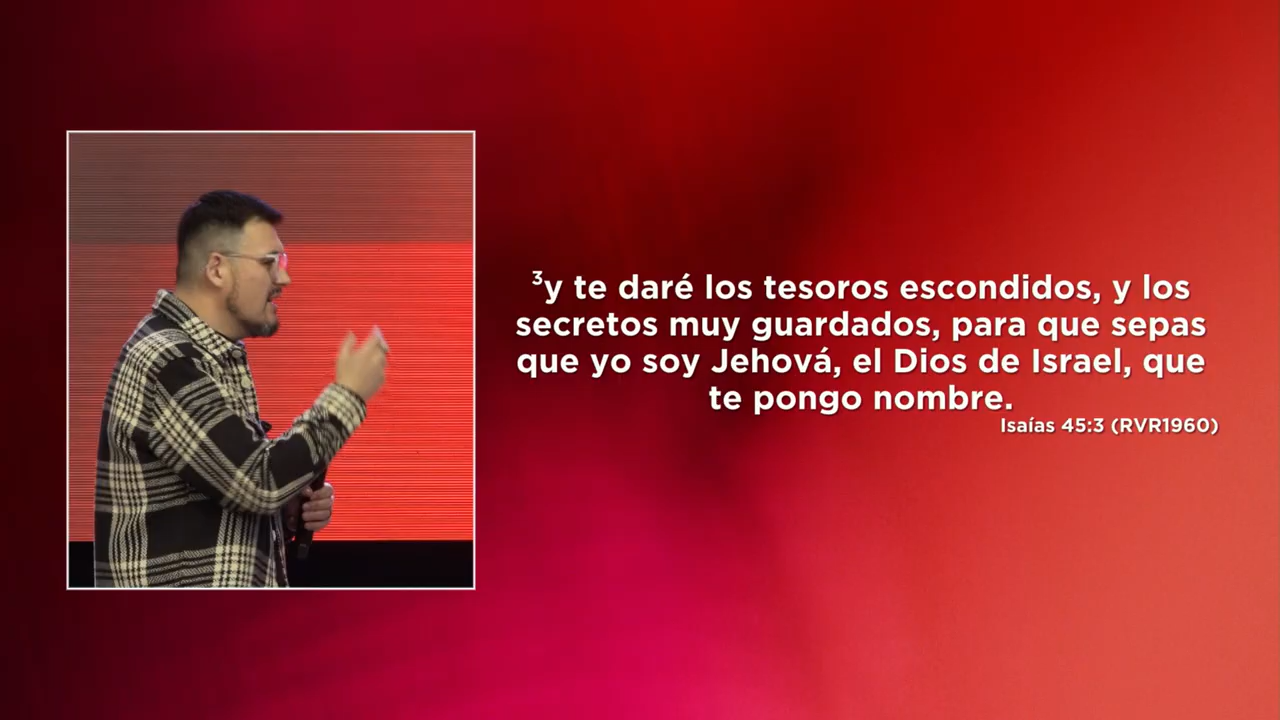 ³y te daré los tesoros escondidos, y los
secretos muy guardados, para que sepas
que yo soy Jehová, el Dios de Israel, que
te pongo nombre.
Isaías 45:3 (RVR1960)